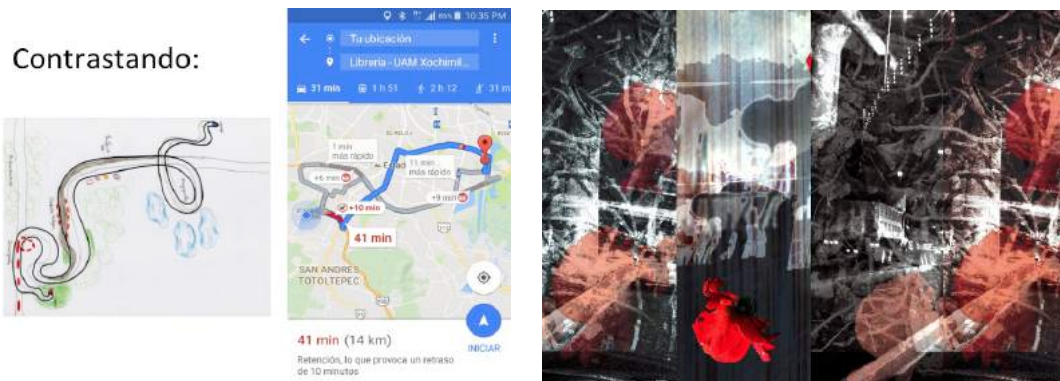 Contrastando:
10:35 PM
Tu ubicación
Librería - UAM Xochimil...
31 min
1 h 51
2 h 12
31 m
1 min
más rápido
11 min...
más rápido
+6 min
+9 min
+10 min
41 min
SAN ANDRES
TOTOLTEPEC
41 min (14 km)
INICIAR
Retención, lo que provoca un retraso
de 10 minutos